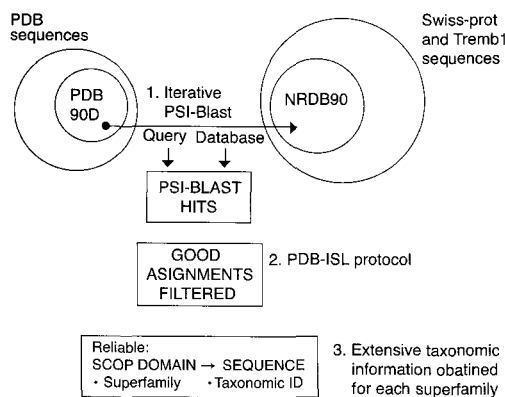 PDB
sequences
Swiss-prot
and Trembl
sequences
PDB
90D
1. Iterative
PSI-Blast
NRDB90
Query Database
PSI-BLAST
HITS
GOOD
ASIGNMENTS
FILTERED
2. PDB-ISL protocol
Reliable:
SCOP DOMAIN → SEQUENCE
• Superfamily • Taxonomic ID
3. Extensive taxonomic
information obatined
for each superfamily